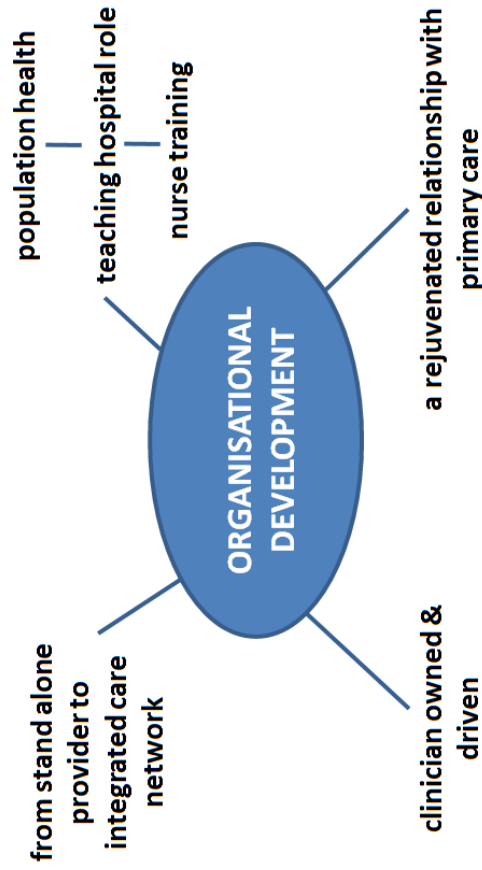 from stand alone
provider to
integrated care
network
population health
teaching hospital role
nurse training
ORGANISATIONAL
DEVELOPMENT
clinician owned &
driven
a rejuvenated relationship with
primary care